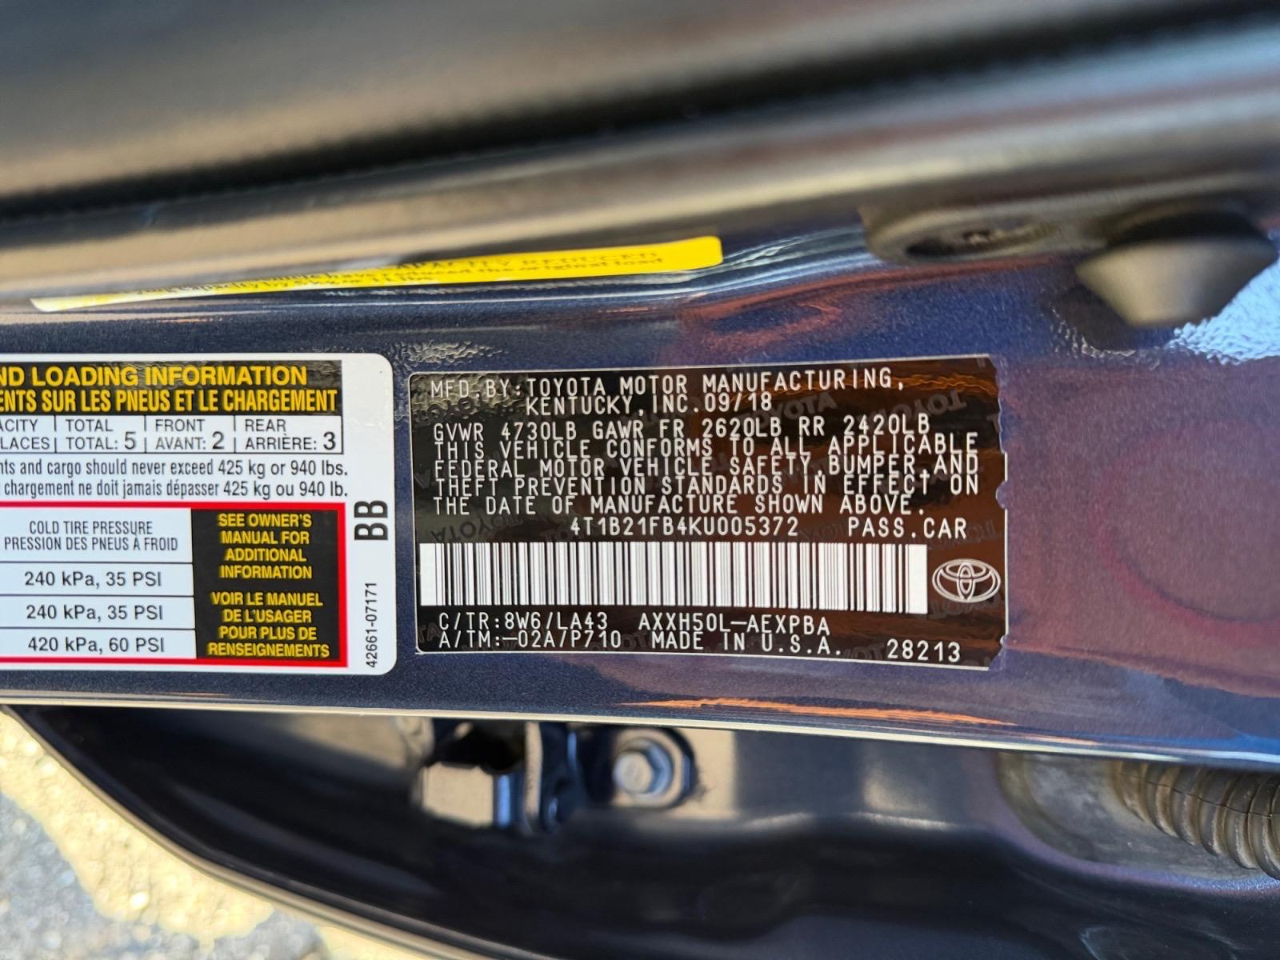 ND LOADING INFORMATION
ENTS SUR LES PNEUS ET LE CHARGEMENT
ACITY TOTAL FRONT REAR
LACES TOTAL: 5 AVANT: 2 ARRIÈRE: 3
nts and cargo should never exceed 425 kg or 940 lbs.
chargement ne doit jamais dépasser 425 kg ou 940 lb.
COLD TIRE PRESSURE
PRESSION DES PNEUS À FROID
240 kPa, 35 PSI
240 kPa, 35 PSI
420 kPa, 60 PSI
SEE OWNER'S
MANUAL FOR
ADDITIONAL
INFORMATION
VOIR LE MANUEL
DE L'USAGER
POUR PLUS DE
RENSEIGNEMENTS
BB
42661-07171
MFD.BY:TOYOTA MOTOR MANUFACTURING,
KENTUCKY,INC.09/18
GVWR 4730LB GAWR FR 2620LB RR 2420LB
THIS VEHICLE CONFORMS TO ALL APPLICABLE
FEDERAL MOTOR VEHICLE SAFETY,BUMPER,AND
THEFT PREVENTION STANDARDS IN EFFECT ON
THE DATE OF MANUFACTURE SHOWN ABOVE.
4T1B21FB4KU005372 PASS.CAR
C/TR:8W6/LA43 AXXH50L-AEXPBA
A/TM:-02A/P710 MADE IN U.S.A. 28213